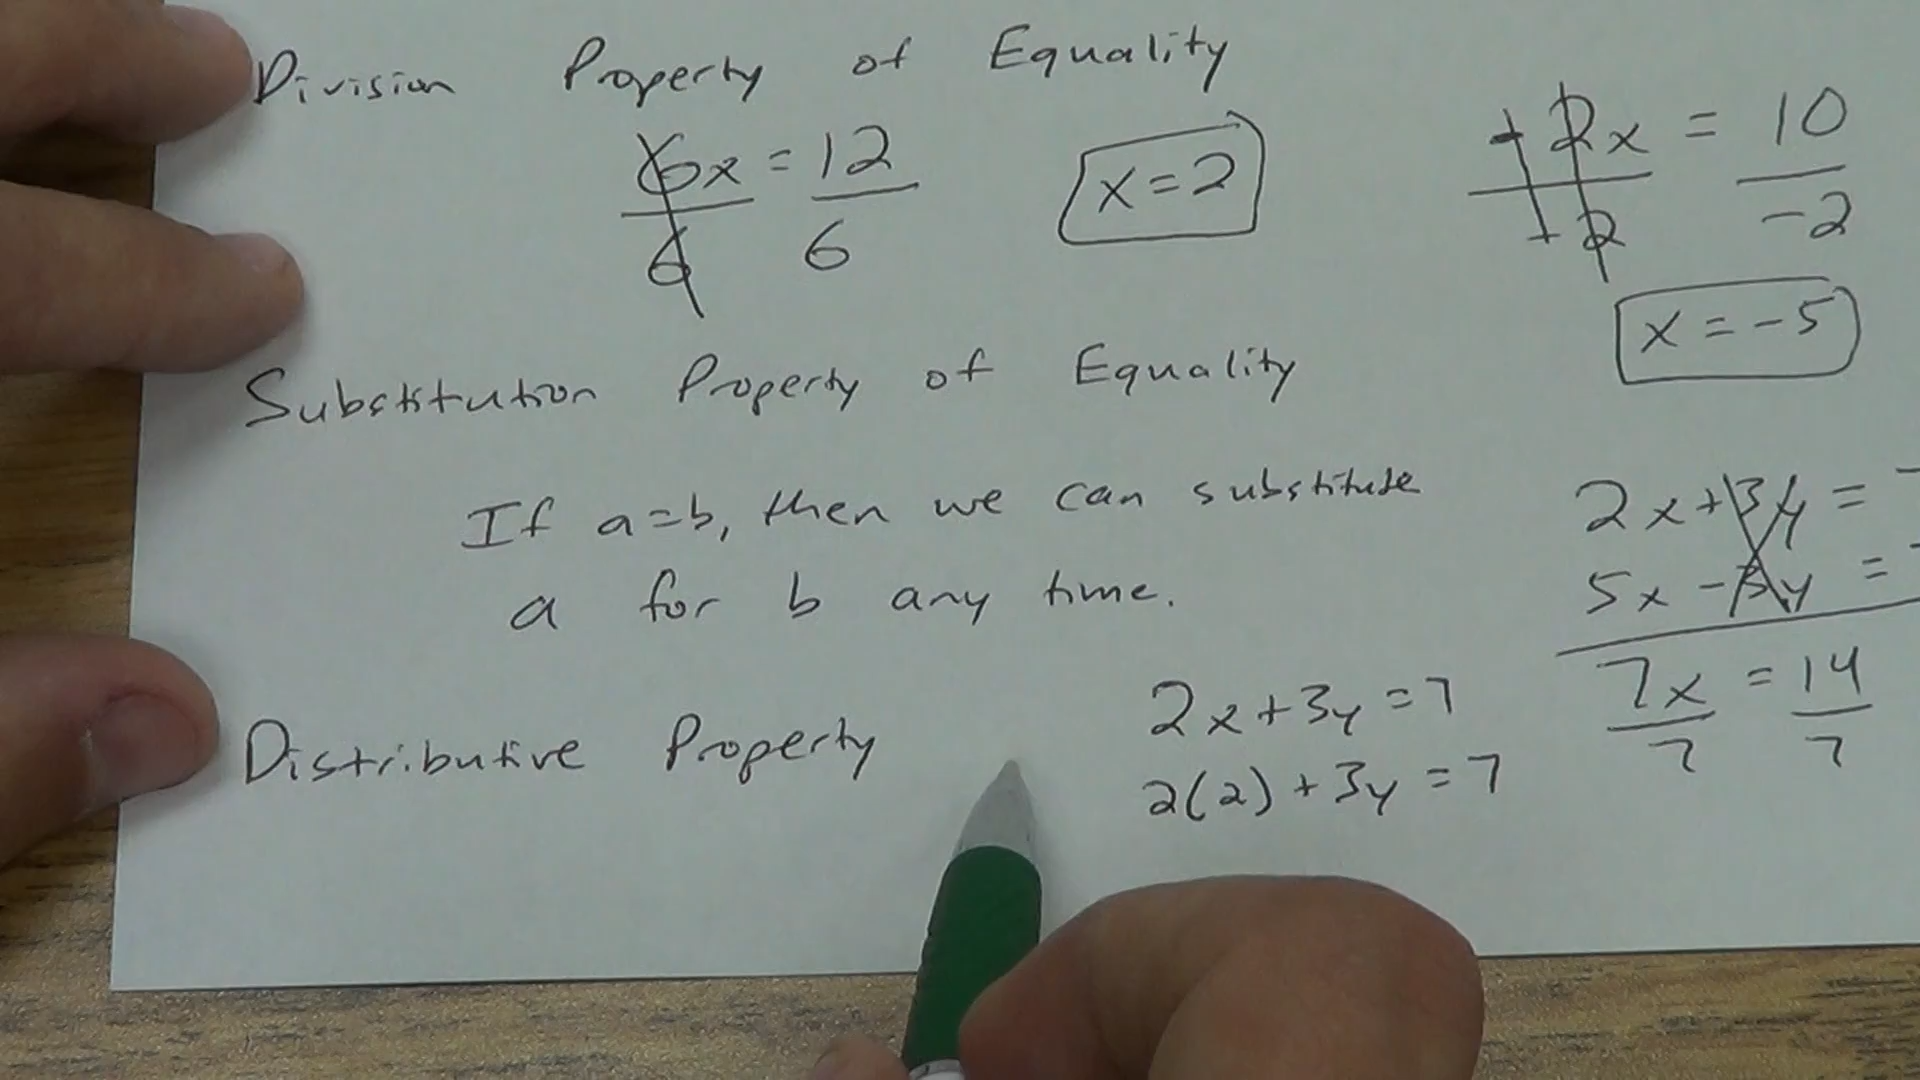 Division Property of Equality
6x = 12
6 6
x = 2
-2x = 10
-2 -2
x = -5
Substitution Property of Equality
If a=b, then we can substitute
a for b any time.
2x+3y =
5x-3y =
7x = 14
7 7
Distributive Property
2x+3y=7
2(2)+3y=7